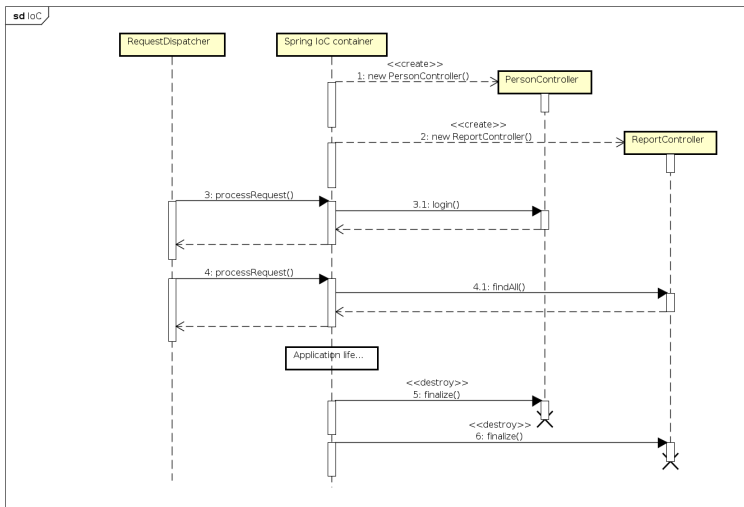 sd IoC
RequestDispatcher
Spring IoC container
<<create>>
1: new PersonController()
PersonController
<<create>>
2: new ReportController()
ReportController
3: processRequest()
3.1: login()
4: processRequest()
4.1: findAll()
Application life...
<<destroy>>
5: finalize()
<<destroy>>
6: finalize()